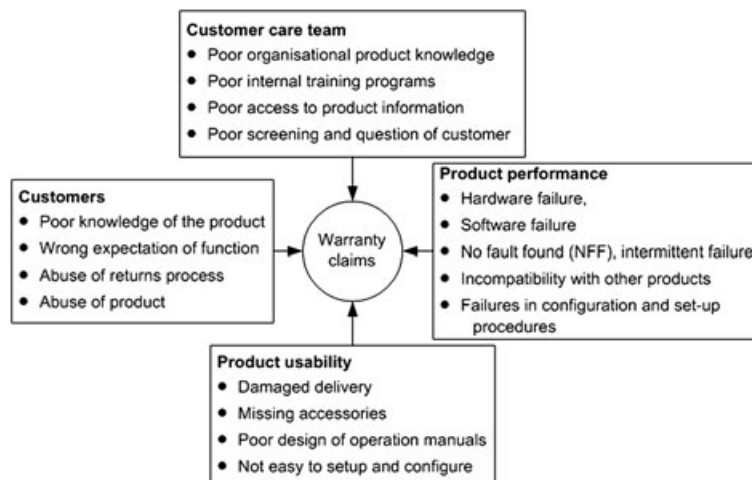 Customer care team
● Poor organisational product knowledge
● Poor internal training programs
● Poor access to product information
● Poor screening and question of customer
Customers
● Poor knowledge of the product
● Wrong expectation of function
● Abuse of returns process
● Abuse of product
Warranty
claims
Product performance
● Hardware failure,
● Software failure
● No fault found (NFF), intermittent failure
● Incompatibility with other products
● Failures in configuration and set-up
procedures
Product usability
● Damaged delivery
● Missing accessories
● Poor design of operation manuals
● Not easy to setup and configure